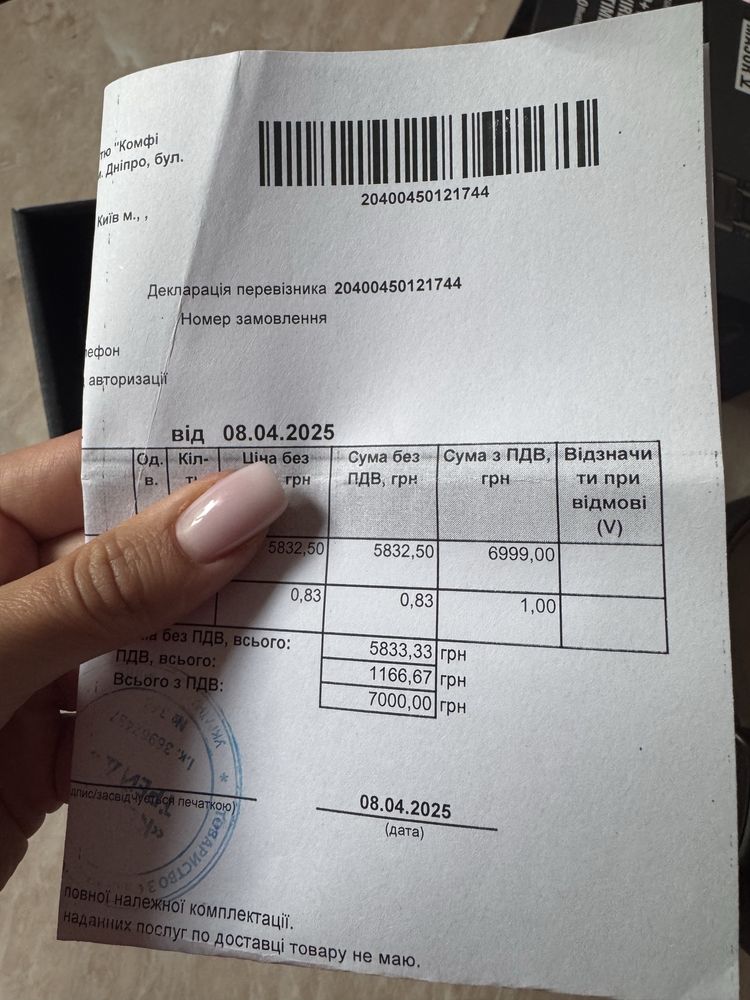 тю "Комфі
м. Дніпро, бул.
Київ м., ,
20400450121744
Декларація перевізника 20400450121744
Номер замовлення
лефон
авторизації
від 08.04.2025
Од. Кіл- Ціна без Сума без Сума з ПДВ, Відзначи
в. грн ПДВ, грн грн ти при
відмові
(V)
5832,50 5832,50 6999,00
0,83 0,83 1,00
без ПДВ, всього: 5833,33 грн
ПДВ, всього: 1166,67 грн
Всього з ПДВ: 7000,00 грн
дпис/засвідчується печаткою)
08.04.2025
(дата)
повної належної комплектації.
наданих послуг по доставці товару не маю.